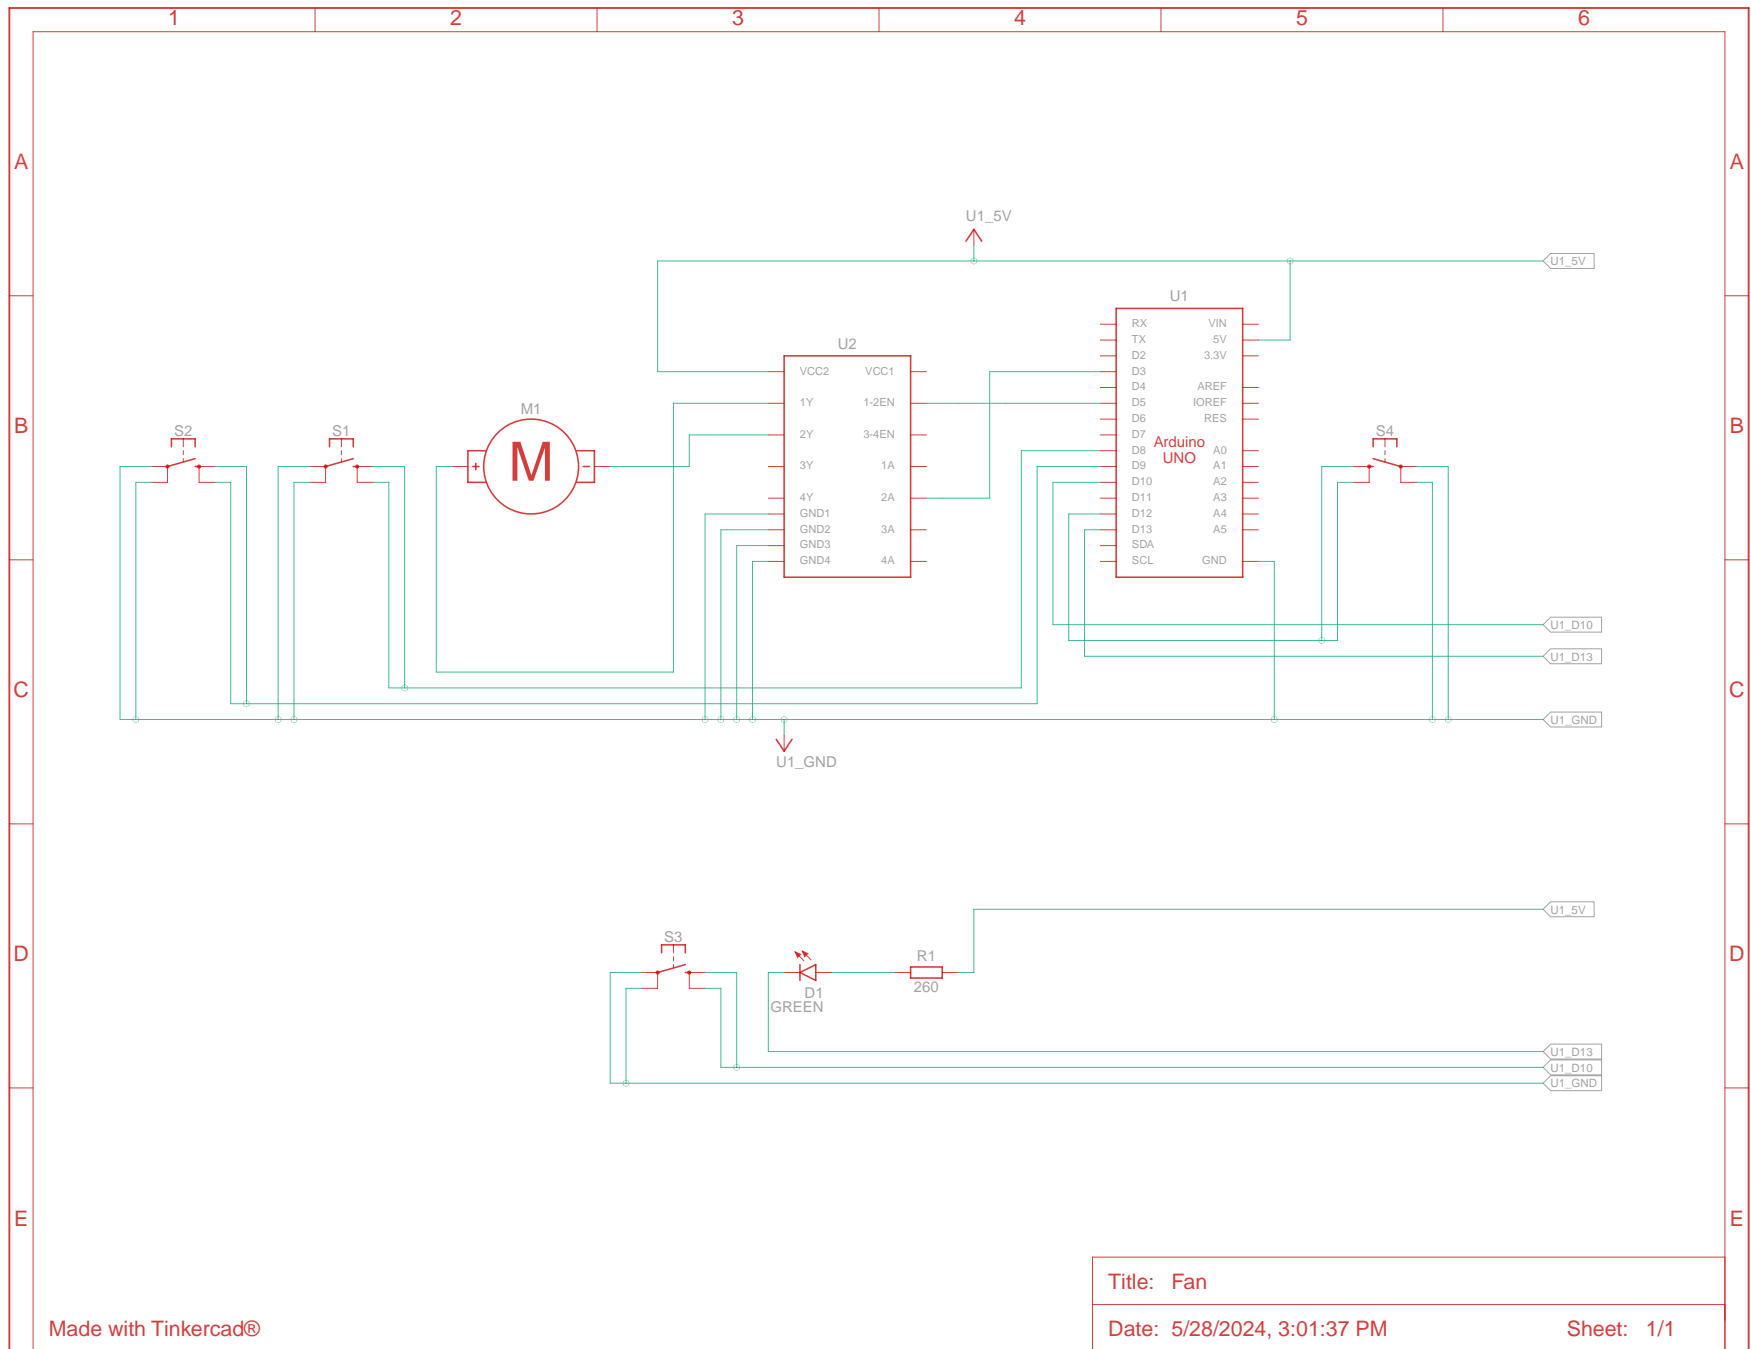 1 2 3 4 5 6
A A
U1_5V
U1_5V
B B
U1
U2
RX VIN
TX 5V
D2 3.3V
D3
D4 AREF
D5 IOREF
D6 RES
D7
Arduino
UNO
D8 A0
D9 A1
D10 A2
D11 A3
D12 A4
D13 A5
SDA
SCL GND
VCC2 VCC1
1Y 1-2EN
2Y 3-4EN
3Y 1A
4Y 2A
GND1
GND2 3A
GND3
GND4 4A
M1
+ M -
S2 S1 S4
U1_D10
U1_D13
C C
U1_GND
U1_GND
U1_5V
D D
S3
D1
GREEN
R1
260
U1_D13
U1_D10
U1_GND
E E
Title: Fan
Made with Tinkercad®
Date: 5/28/2024, 3:01:37 PM Sheet: 1/1